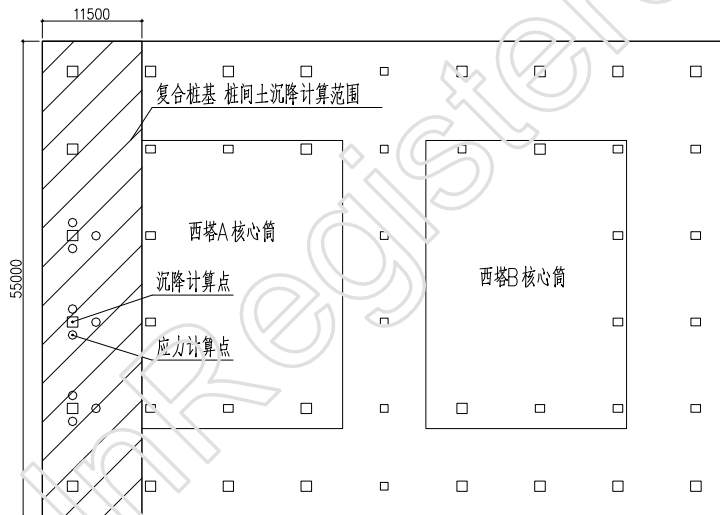 11500
复合桩基 桩间土沉降计算范围
西塔A核心筒
西塔B核心筒
沉降计算点
55000
应力计算点
UnRegistered